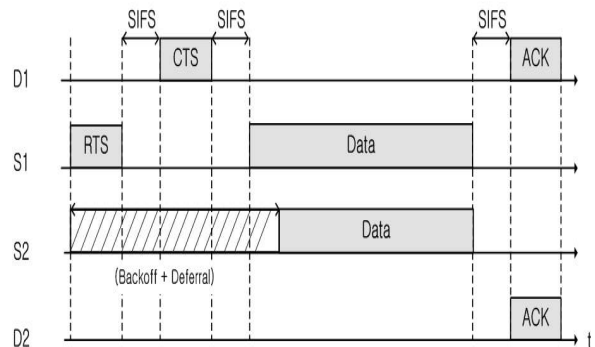 SIFS SIFS SIFS
D1 CTS ACK
S1 RTS Data
S2 Data
(Backoff + Deferral)
D2 ACK t